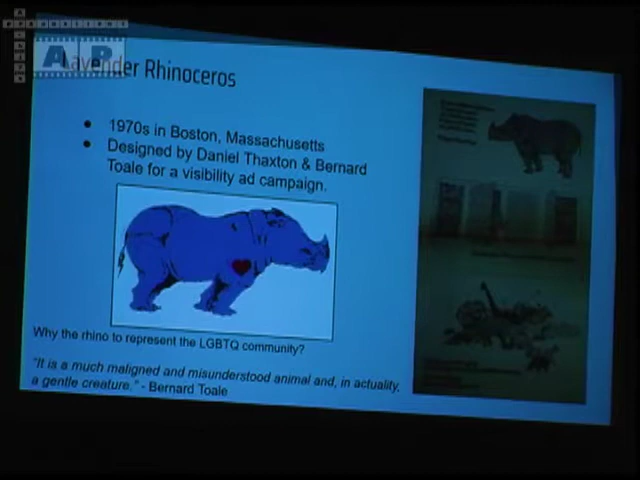 AP
Lavender Rhinoceros
● 1970s in Boston, Massachusetts
● Designed by Daniel Thaxton & Bernard
Toale for a visibility ad campaign.
Why the rhino to represent the LGBTQ community?
"It is a much maligned and misunderstood animal and, in actuality,
a gentle creature." - Bernard Toale